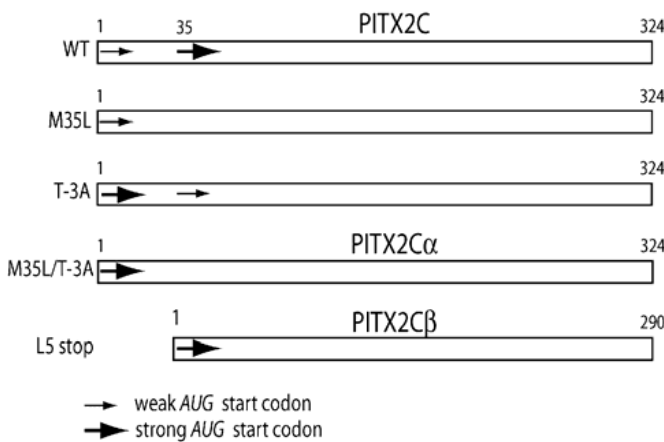 1 35 PITX2C 324
WT
1 324
M35L
1 324
T-3A
1 PITX2Cα 324
M35L/T-3A
1 PITX2Cβ 290
L5 stop
weak AUG start codon
strong AUG start codon